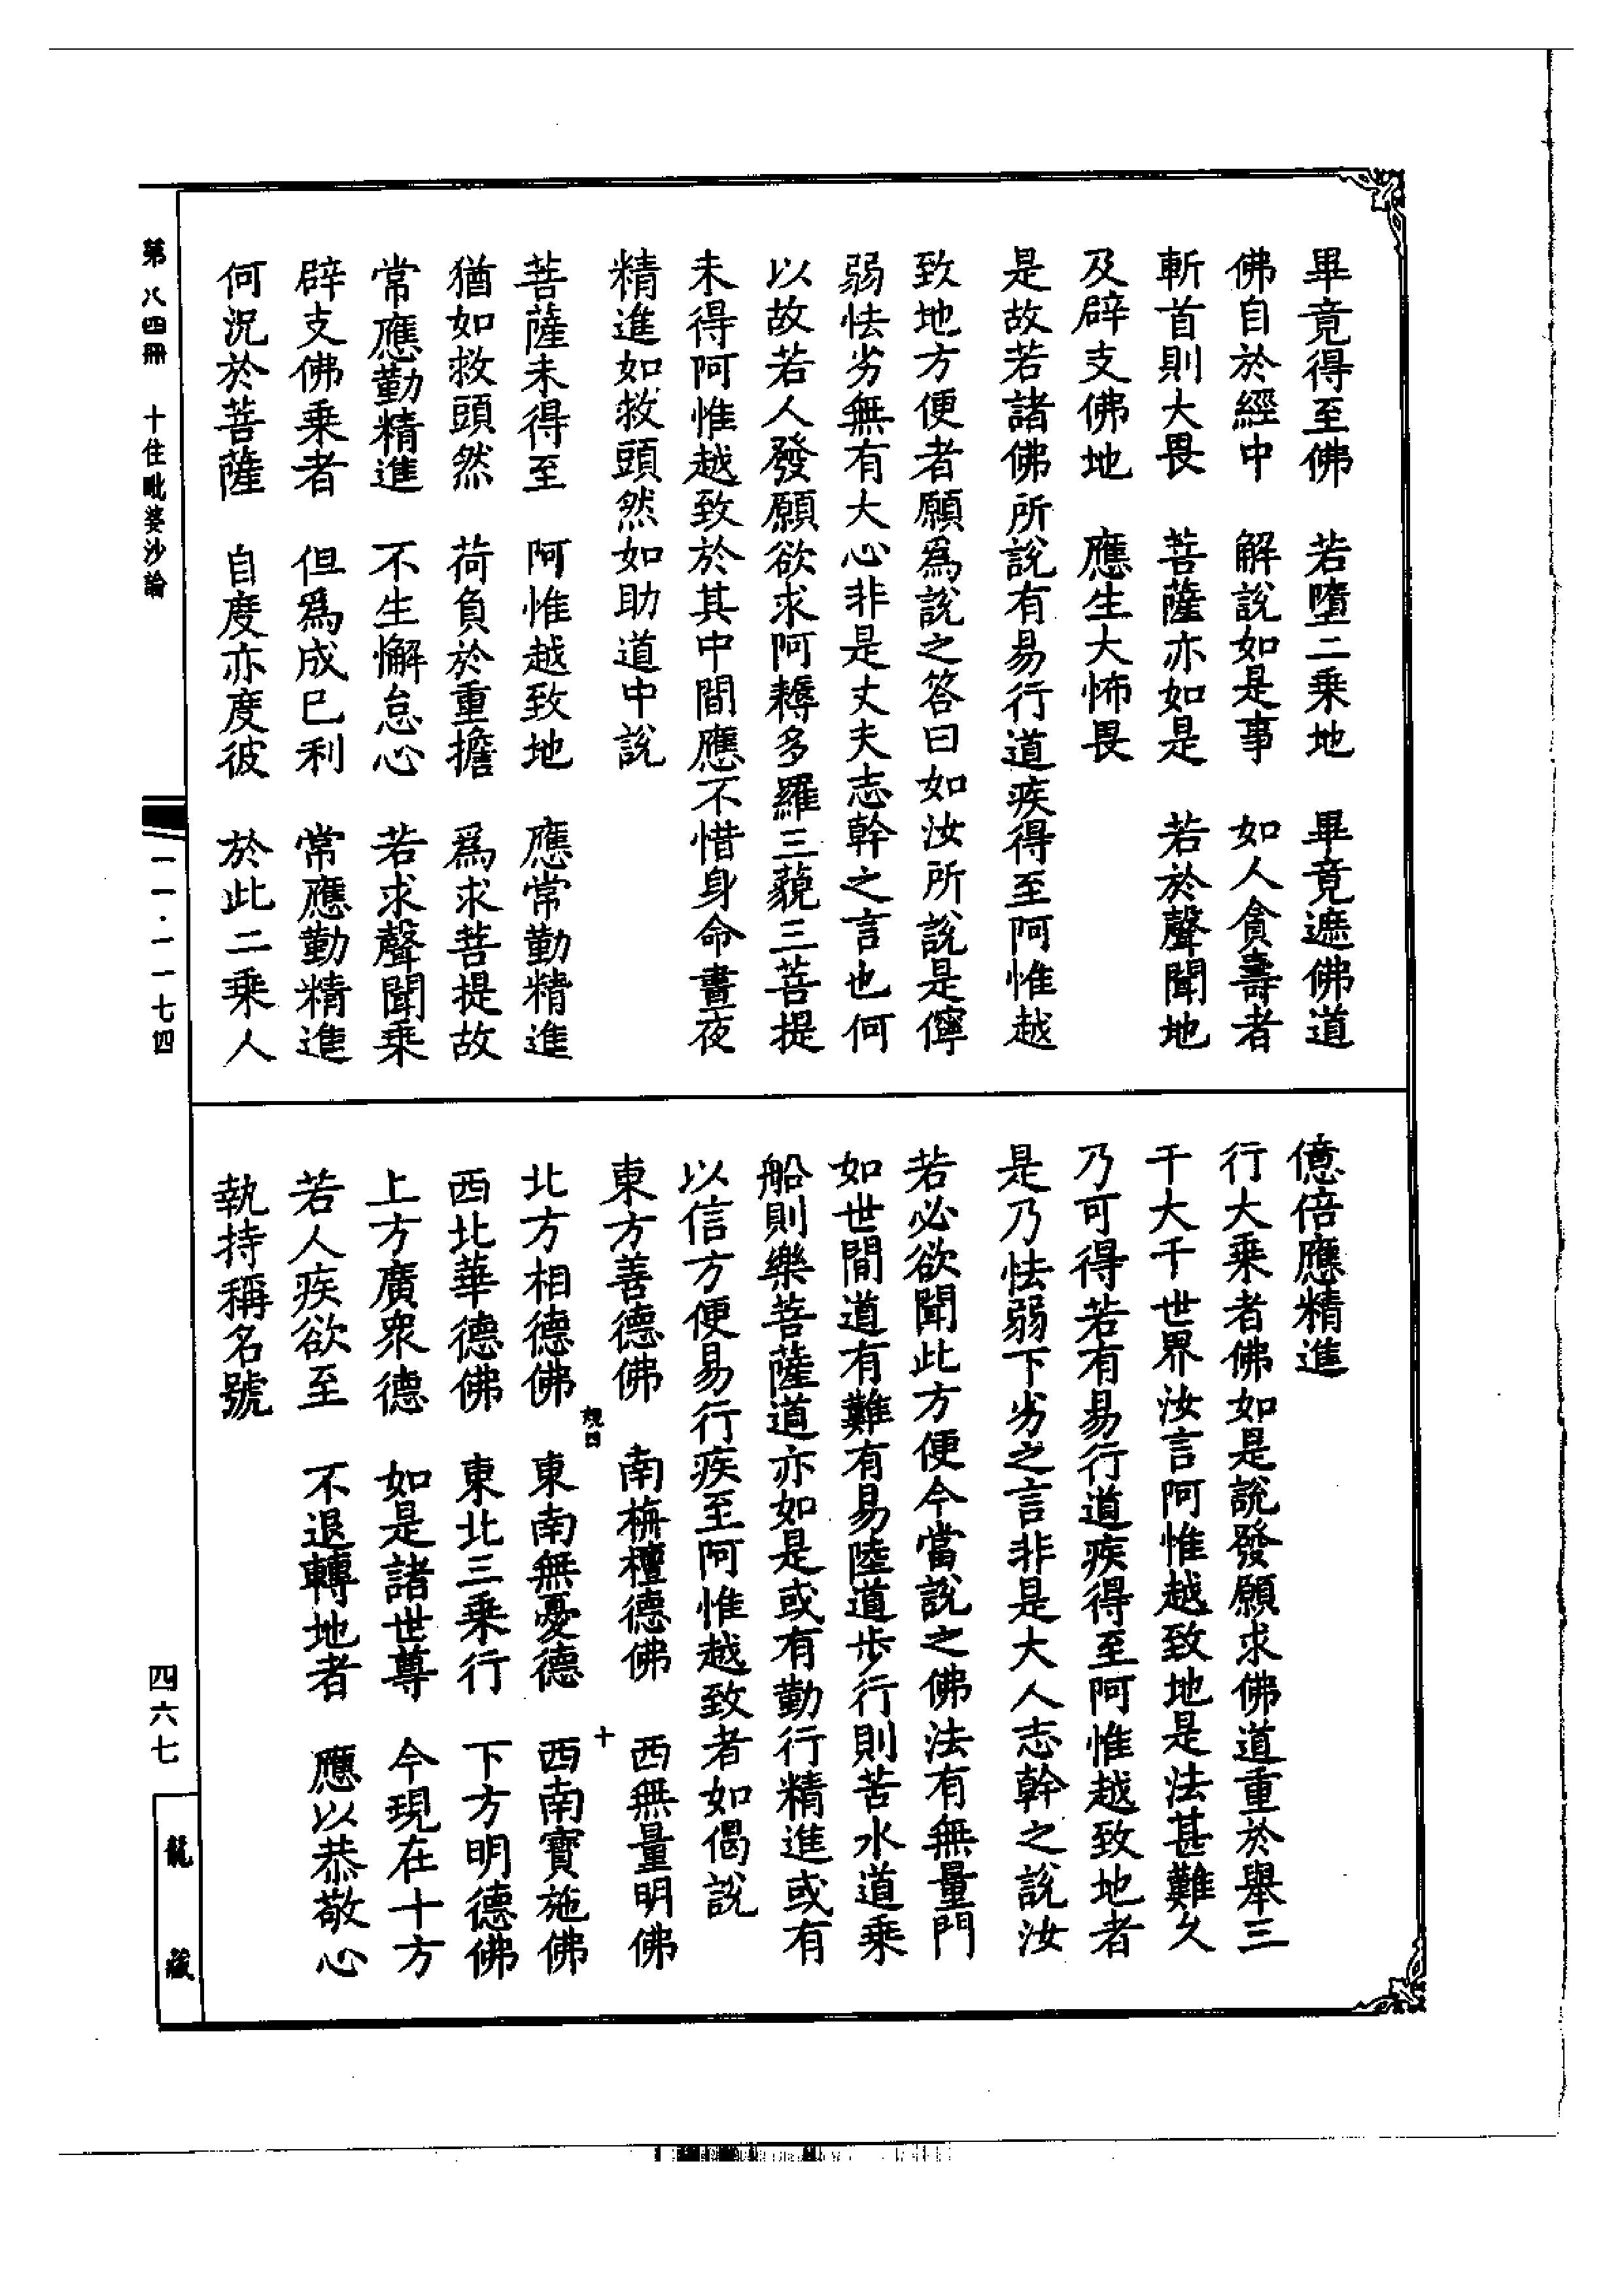 畢竟得至佛　若墮二乘地　畢竟遮佛道
佛自於經中　解說如是事　如人貪壽者
斬首則大畏　菩薩亦如是　若於聲聞地
及辟支佛地　應生大怖畏
是故若諸佛所說有易行道疾得至阿惟越
致地方便者願爲說之答曰如汝所說是儜
弱怯劣無有大心非是丈夫志幹之言也何
以故若人發願欲求阿耨多羅三藐三菩提
未得阿惟越致於其中間應不惜身命晝夜
精進如救頭然如助道中說
菩薩未得至　阿惟越致地　應常勤精進
猶如救頭然　荷負於重擔　爲求菩提故
常應勤精進　不生懈怠心　若求聲聞乘
辟支佛乘者　但爲成已利　常應勤精進
何況於菩薩　自度亦度彼　於此二乘人
億倍應精進
行大乘者佛如是說發願求佛道重於舉三
千大千世界汝言阿惟越致地是法甚難久
乃可得若有易行道疾得至阿惟越致地者
是乃怯弱下劣之言非是大人志幹之說汝
若必欲聞此方便今當說之佛法有無量門
如世間道有難有易陸道步行則苦水道乘
船則樂菩薩道亦如是或有勤行精進或有
以信方便易行疾至阿惟越致者如偈說
東方善德佛　南栴檀德佛　西無量明佛
規四　十
北方相德佛　東南無憂德　西南寶施佛
西北華德佛　東北三乘行　下方明德佛
上方廣衆德　如是諸世尊　今現在十方
若人疾欲至　不退轉地者　應以恭敬心
執持稱名號
第八四冊　十住毗婆沙論
一一·一一七四
四六七
龍藏